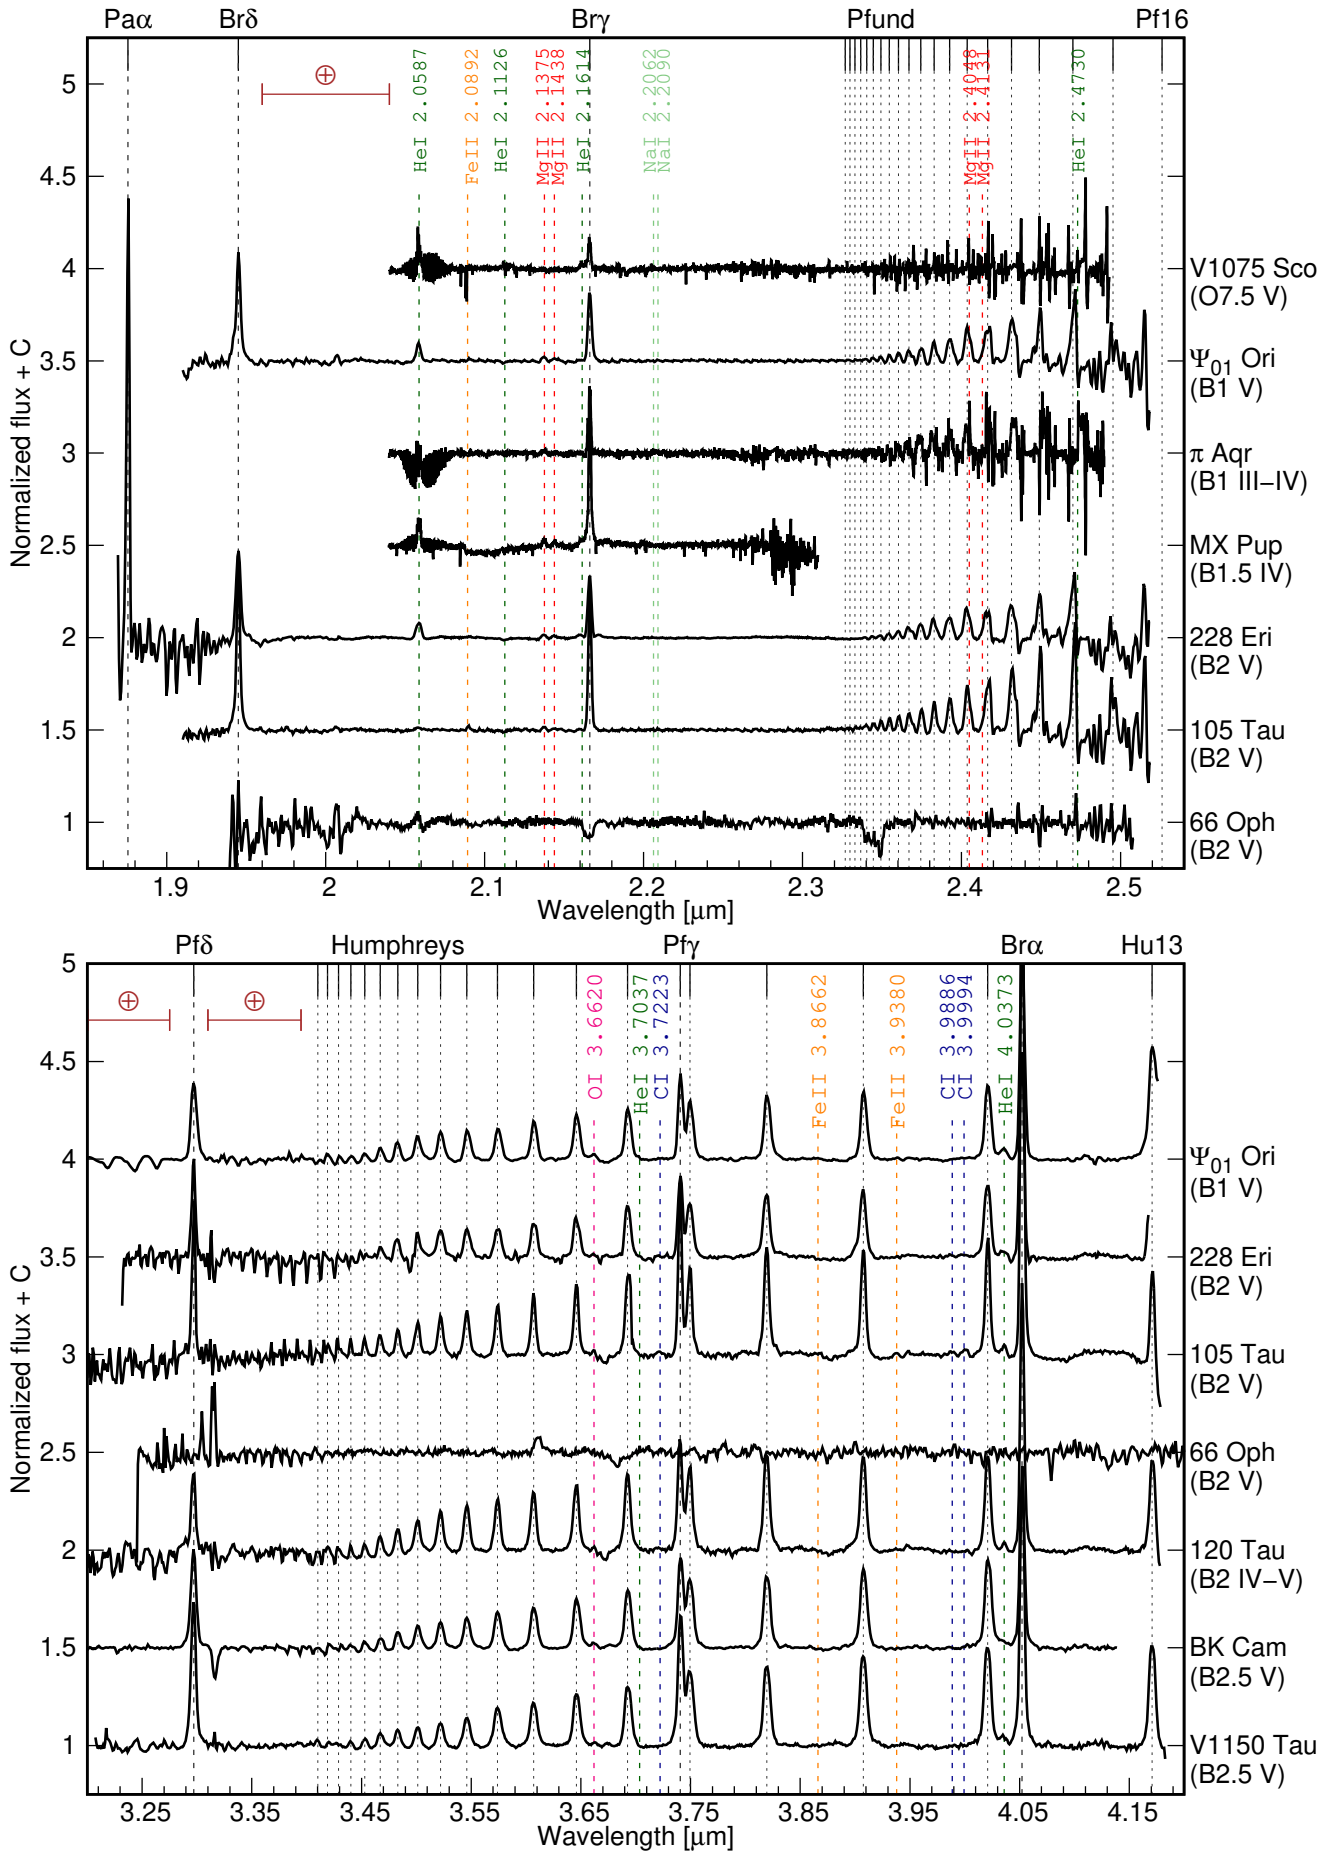 Paα Brδ Brγ Pfund Pf16
HeI 2.0587
FeII 2.0892
HeI 2.1126
MgII 2.1375
MgII 2.1438
HeI 2.1614
NaI 2.2062
NaI 2.2090
MgII 2.4048
MgII 2.4131
HeI 2.4730
⊕
5
4.5
4
3.5
3
2.5
2
1.5
1
Normalized flux + C
V1075 Sco
(O7.5 V)
Ψ01 Ori
(B1 V)
π Aqr
(B1 III−IV)
MX Pup
(B1.5 IV)
228 Eri
(B2 V)
105 Tau
(B2 V)
66 Oph
(B2 V)
1.9 2 2.1 2.2 2.3 2.4 2.5
Wavelength [μm]
Pfδ Humphreys Pfγ Brα Hu13
⊕ ⊕
OI 3.6620
HeI 3.7037
CI 3.7223
FeII 3.8662
FeII 3.9380
CI 3.9886
CI 3.9994
HeI 4.0373
5
4.5
4
3.5
3
2.5
2
1.5
1
Normalized flux + C
Ψ01 Ori
(B1 V)
228 Eri
(B2 V)
105 Tau
(B2 V)
66 Oph
(B2 V)
120 Tau
(B2 IV−V)
BK Cam
(B2.5 V)
V1150 Tau
(B2.5 V)
3.25 3.35 3.45 3.55 3.65 3.75 3.85 3.95 4.05 4.15
Wavelength [μm]